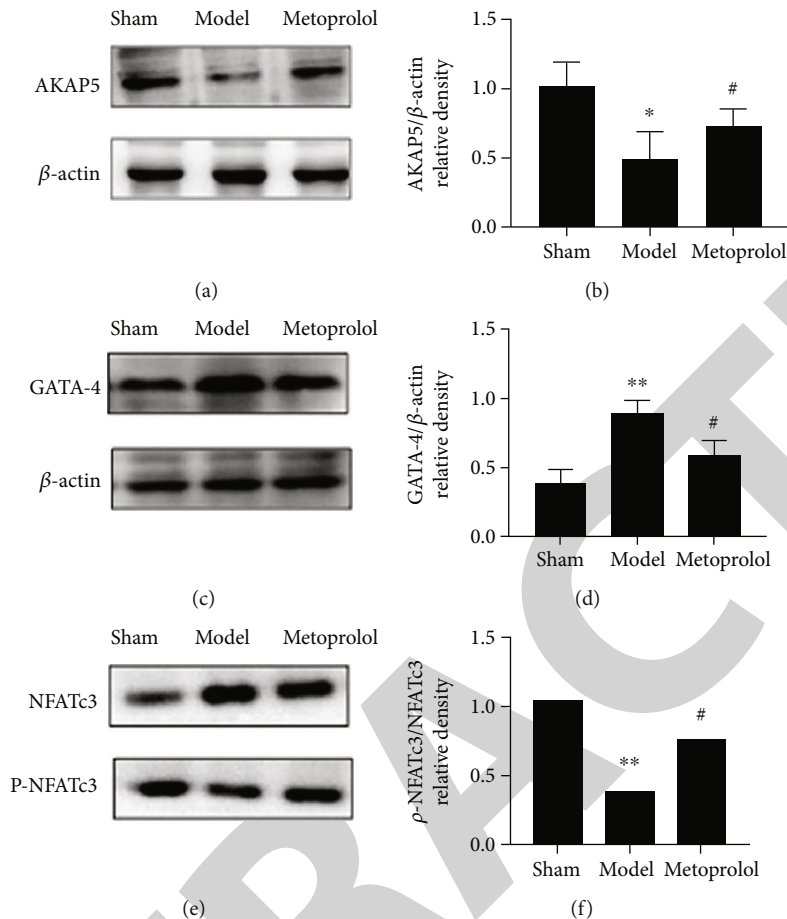 Sham Model Metoprolol
AKAP5
β-actin
(a)
AKAP5/β-actin
relative density
1.5
1.0
0.5
0.0
*
#
Sham Model Metoprolol
(b)
Sham Model Metoprolol
GATA-4
β-actin
(c)
GATA-4/β-actin
relative density
1.5
1.0
0.5
0.0
**
#
Sham Model Metoprolol
(d)
Sham Model Metoprolol
NFATc3
P-NFATc3
(e)
ρ-NFATc3/NFATc3
relative density
1.5
1.0
0.5
0.0
**
#
Sham Model Metoprolol
(f)